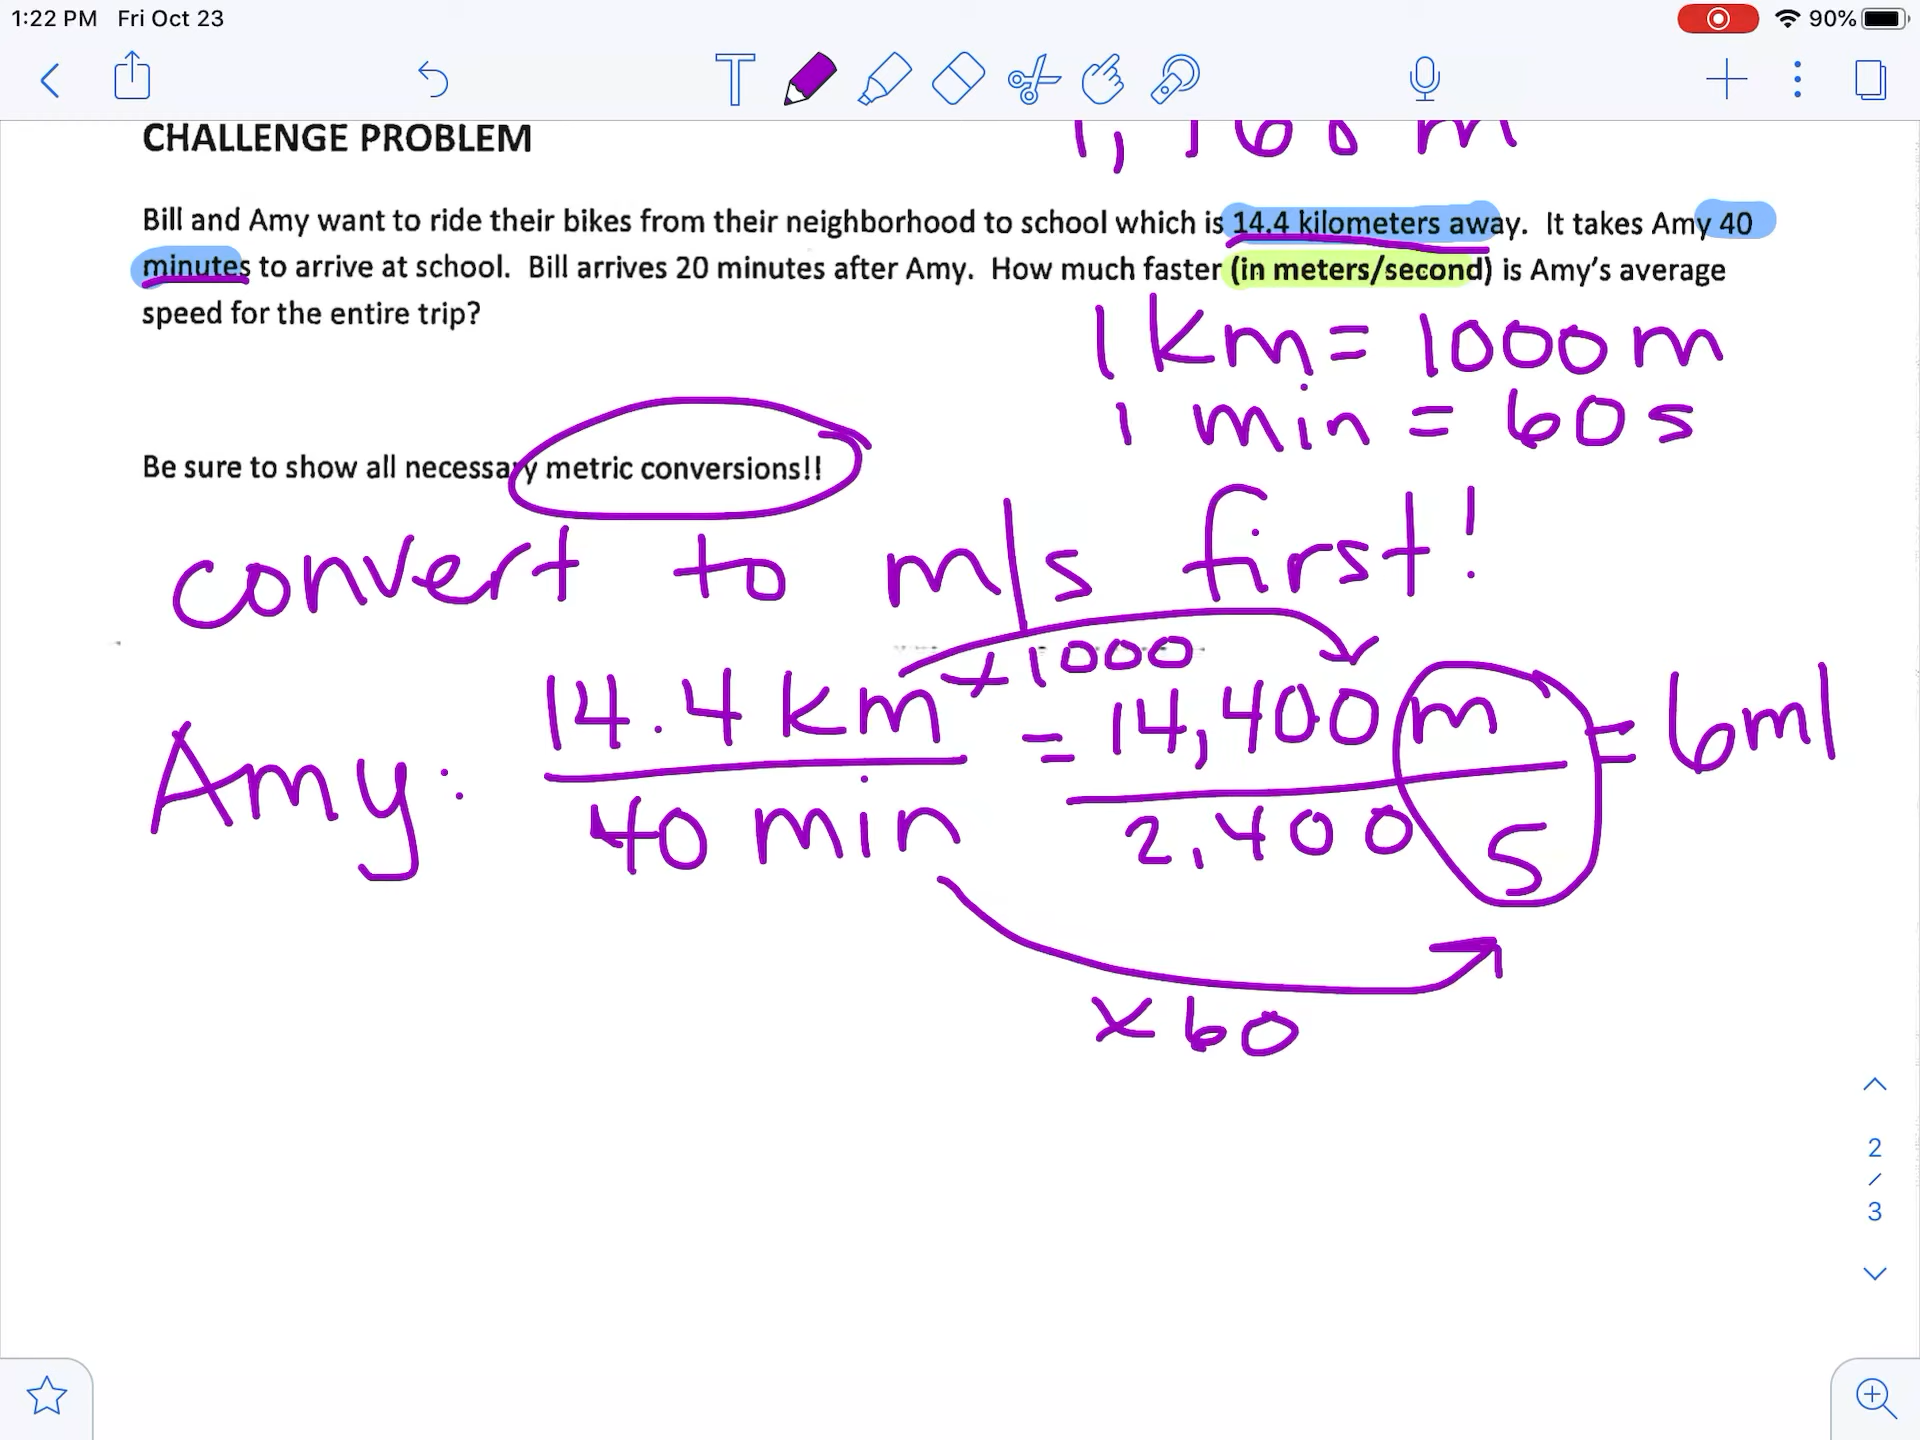 1:22 PM Fri Oct 23
90%
T
CHALLENGE PROBLEM
Bill and Amy want to ride their bikes from their neighborhood to school which is 14.4 kilometers away. It takes Amy 40
minutes to arrive at school. Bill arrives 20 minutes after Amy. How much faster (in meters/second) is Amy's average
speed for the entire trip?
1 km = 1000 m
1 min = 60 s
Be sure to show all necessary metric conversions!!
convert to m/s first!
x 1000
Amy: 14.4 km = 14,400 m = 6m/
40 min 2,400 s
x 60
2
/
3